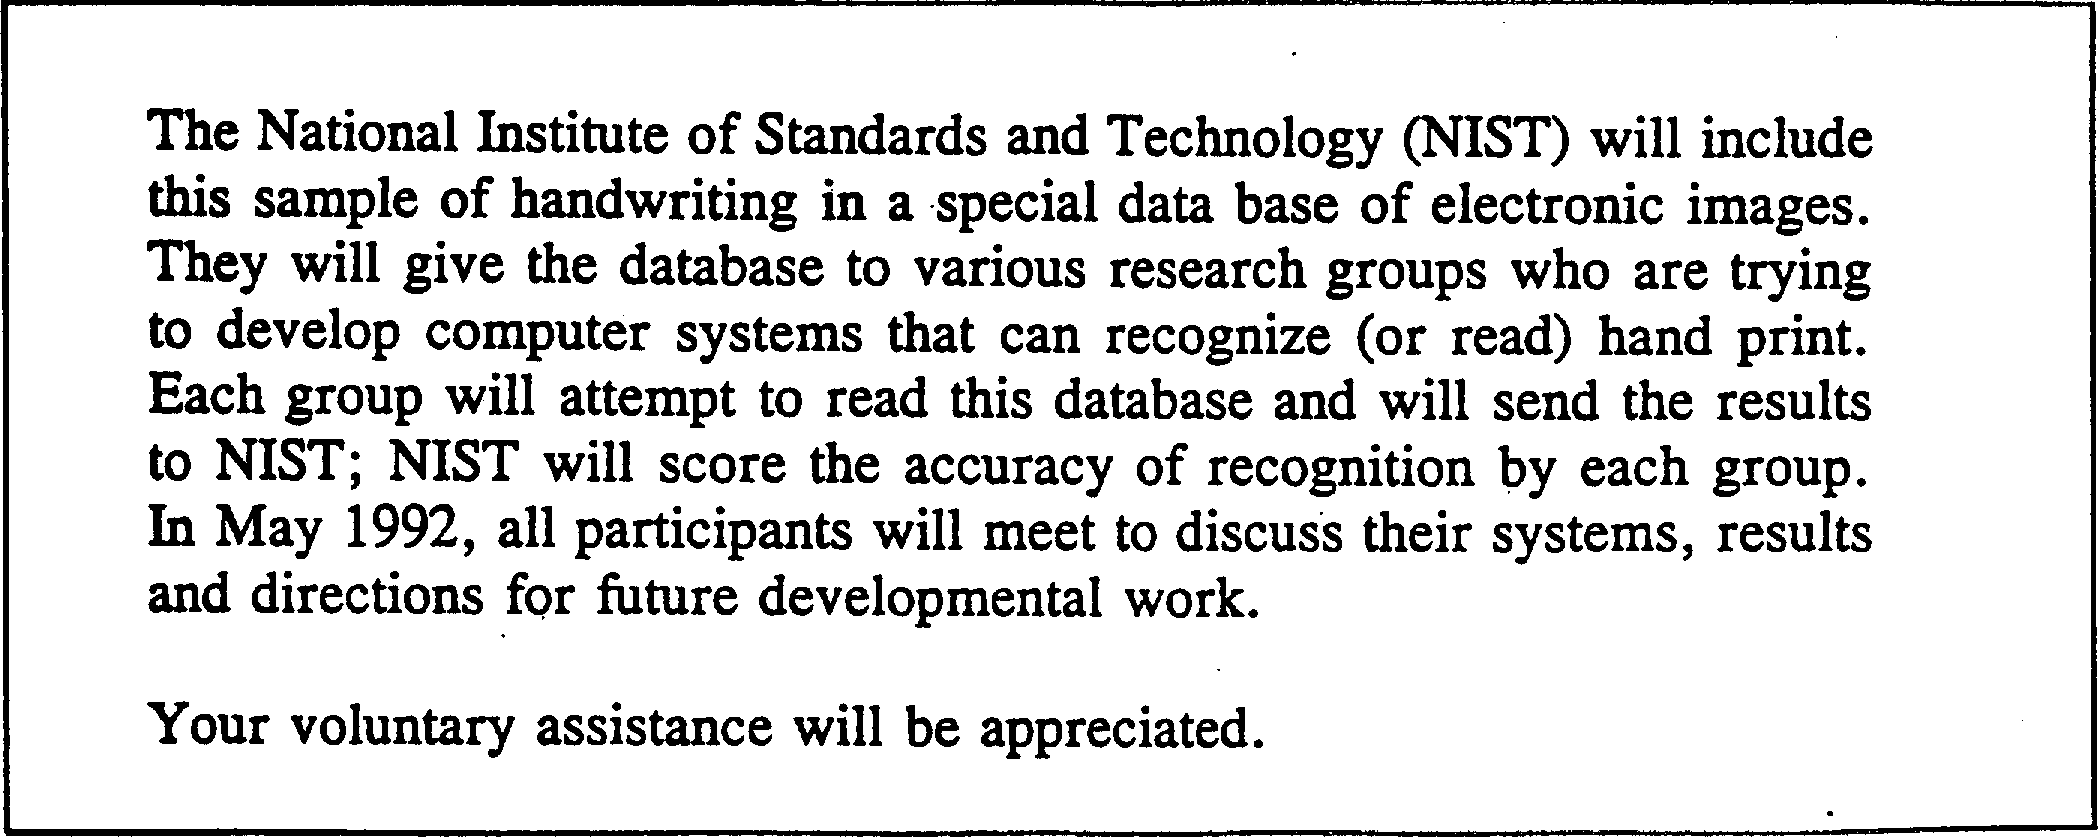 The National Institute of Standards and Technology (NIST) will include
this sample of handwriting in a special data base of electronic images.
They will give the database to various research groups who are trying
to develop computer systems that can recognize (or read) hand print.
Each group will attempt to read this database and will send the results
to NIST; NIST will score the accuracy of recognition by each group.
In May 1992, all participants will meet to discuss their systems, results
and directions for future developmental work.
Your voluntary assistance will be appreciated.